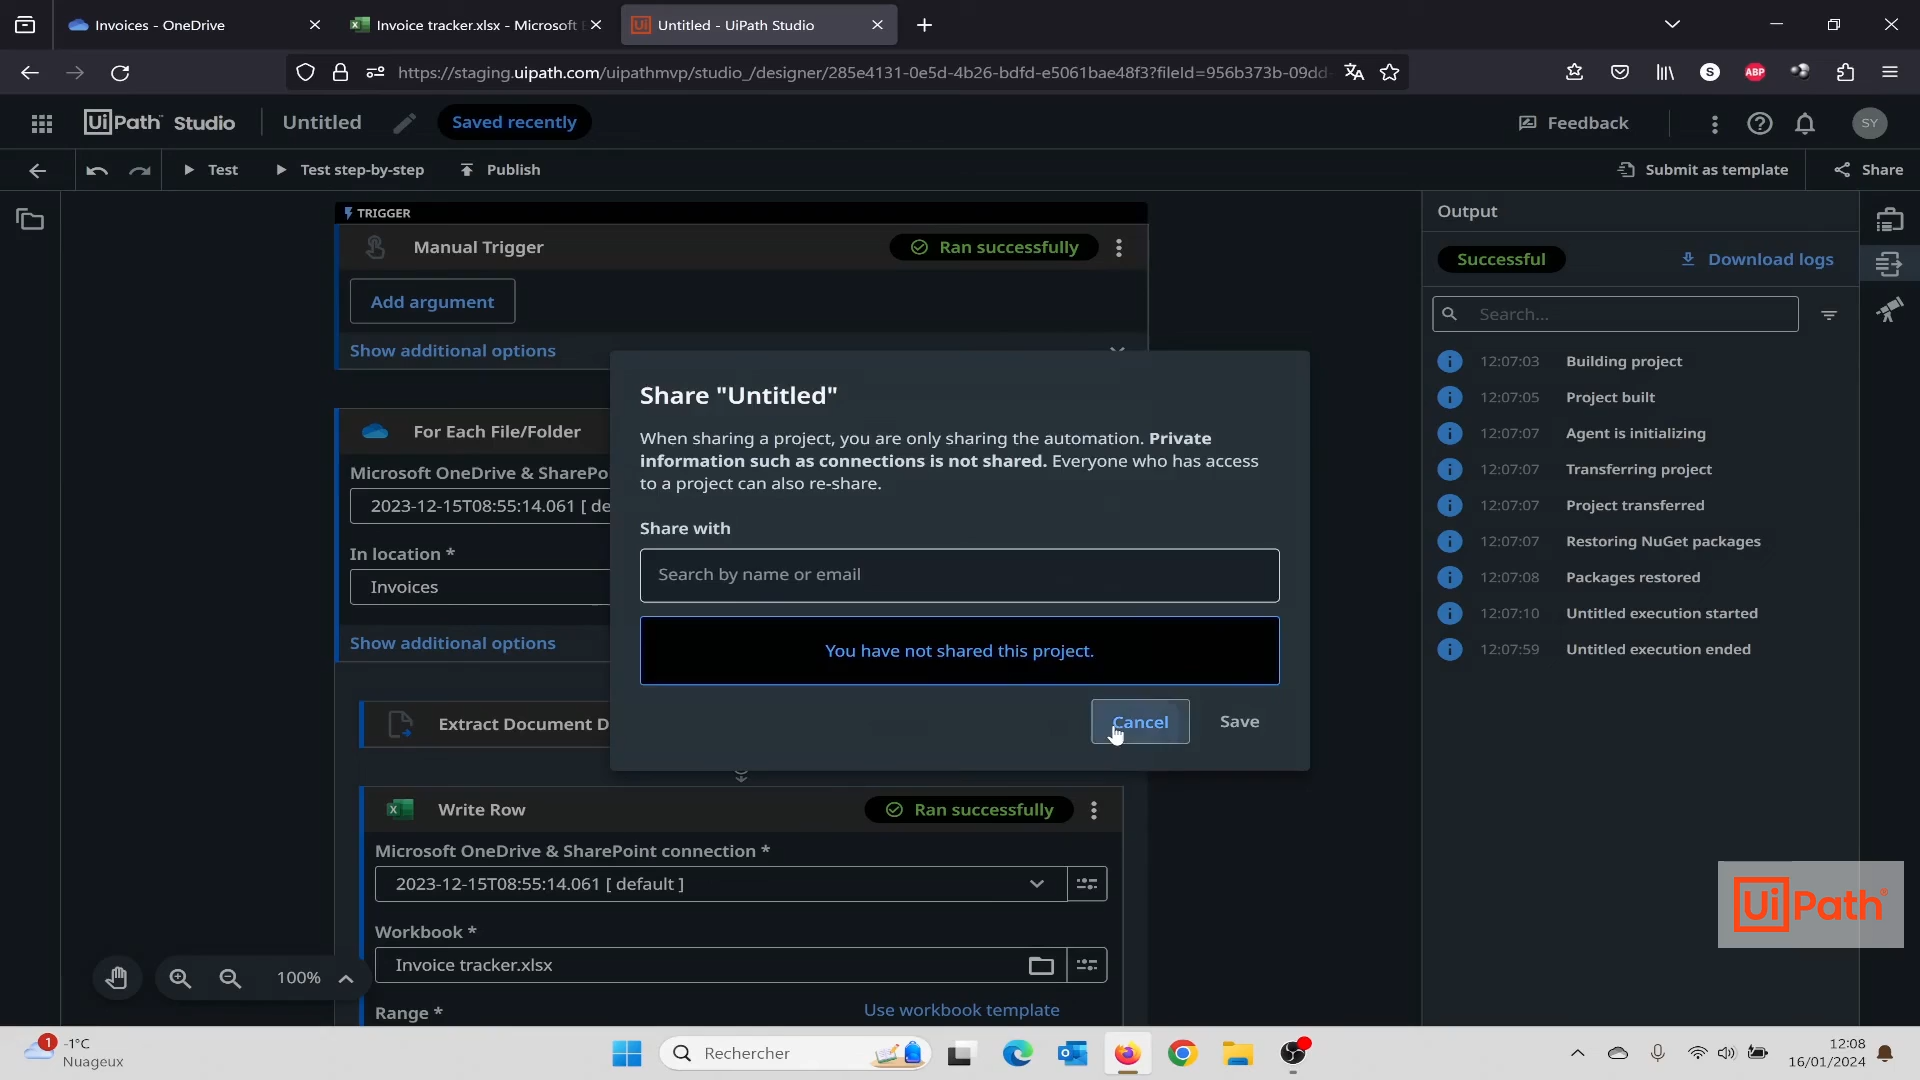 Invoices - OneDrive
Invoice tracker.xlsx - Microsoft
Untitled - UiPath Studio
https://staging.uipath.com/uipathmvp/studio_/designer/285e4131-0e5d-4b26-bdfd-e5061bae48f3?fileId=956b373b-09dd-
S
ABP
UiPath Studio
Untitled
Saved recently
Feedback
SY
Test
Test step-by-step
Publish
Submit as template
Share
TRIGGER
Manual Trigger
Ran successfully
Add argument
Show additional options
For Each File/Folder
Microsoft OneDrive & SharePo
2023-12-15T08:55:14.061 [ de
In location *
Invoices
Show additional options
Extract Document D
Write Row
Ran successfully
Microsoft OneDrive & SharePoint connection *
2023-12-15T08:55:14.061 [ default ]
Workbook *
Invoice tracker.xlsx
Range *
Use workbook template
100%
Share "Untitled"
When sharing a project, you are only sharing the automation. Private
information such as connections is not shared. Everyone who has access
to a project can also re-share.
Share with
Search by name or email
You have not shared this project.
Cancel
Save
Output
Successful
Download logs
Search...
12:07:03 Building project
12:07:05 Project built
12:07:07 Agent is initializing
12:07:07 Transferring project
12:07:07 Project transferred
12:07:07 Restoring NuGet packages
12:07:08 Packages restored
12:07:10 Untitled execution started
12:07:59 Untitled execution ended
UiPath
1
-1°C
Nuageux
Rechercher
12:08
16/01/2024